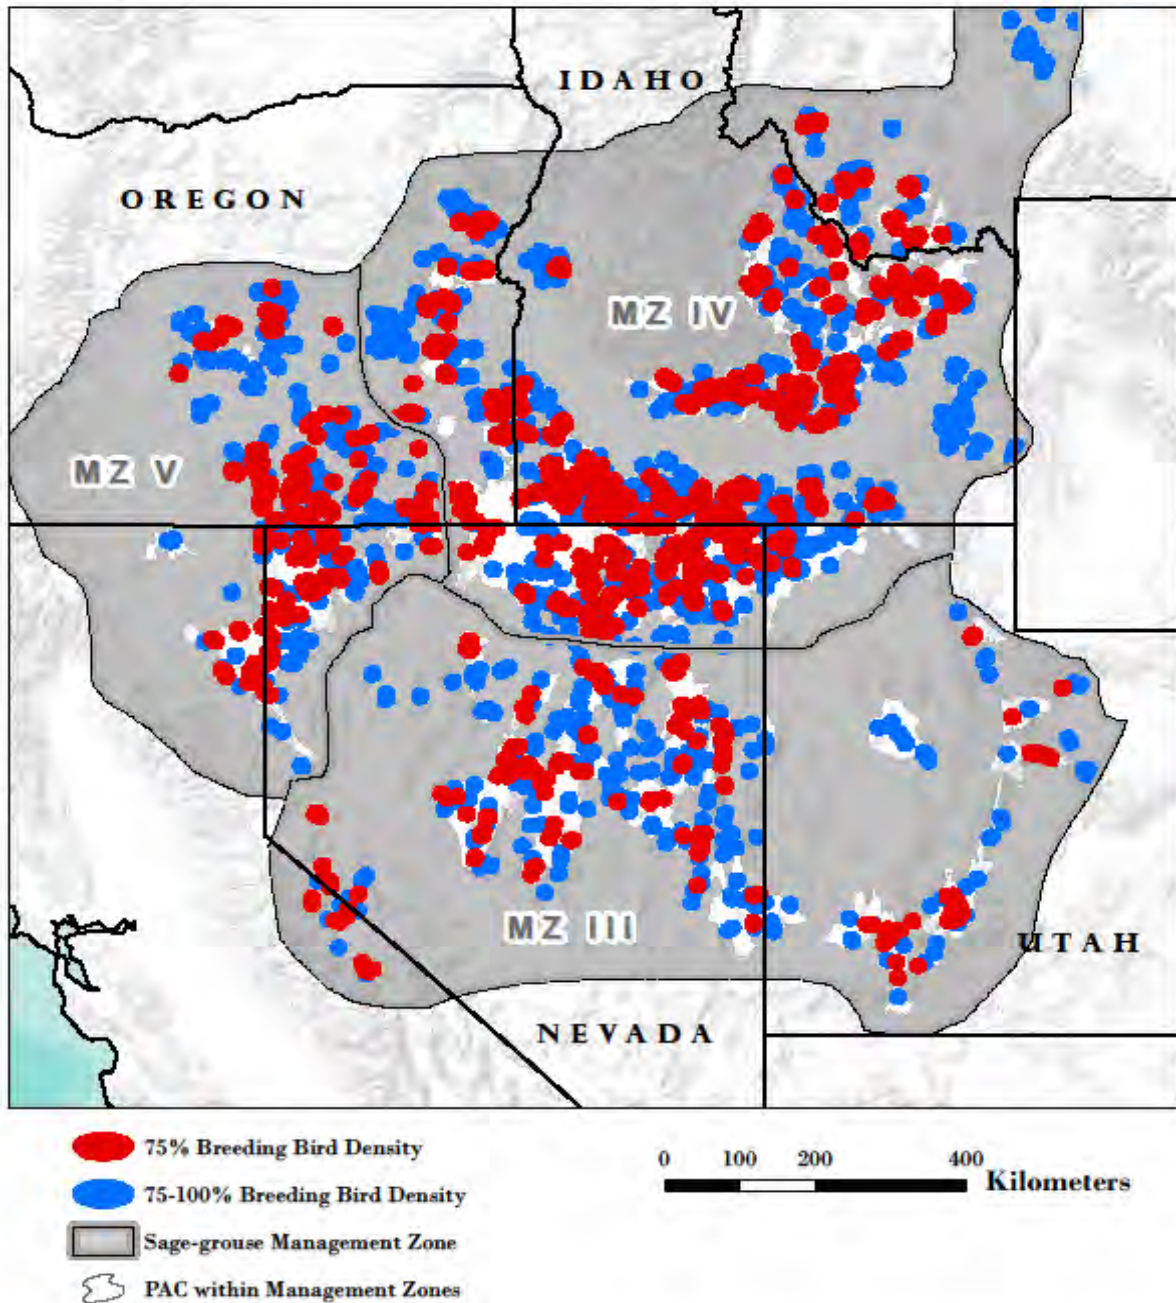 IDAHO
OREGON
MZ IV
MZ V
MZ III
UTAH
NEVADA
75% Breeding Bird Density
75-100% Breeding Bird Density
Sage-grouse Management Zone
PAC within Management Zones
0 100 200 400 Kilometers